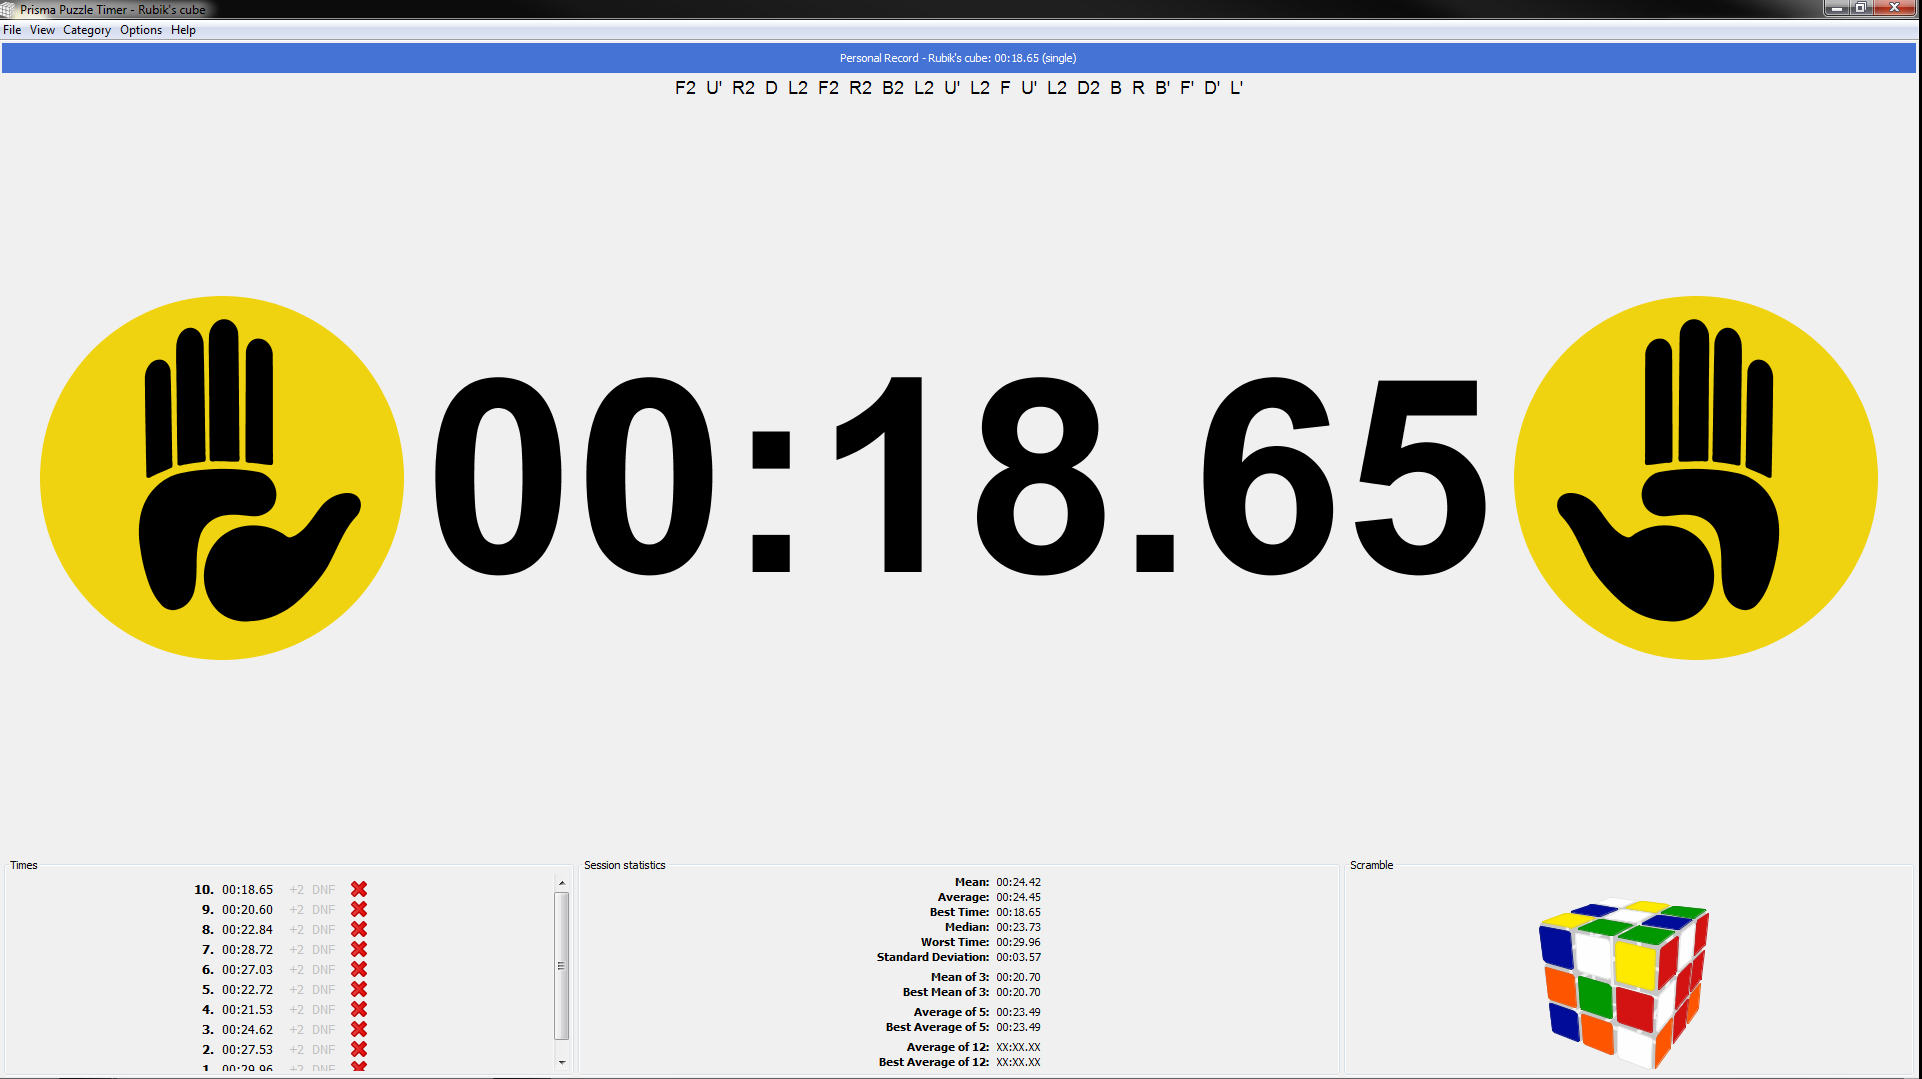 Prisma Puzzle Timer - Rubik's cube
File View Category Options Help
Personal Record - Rubik's cube: 00:18.65 (single)
F2 U' R2 D L2 F2 R2 B2 L2 U' L2 F U' L2 D2 B R B' F' D' L'
00:18.65
Times
10. 00:18.65 +2 DNF
9. 00:20.60 +2 DNF
8. 00:22.84 +2 DNF
7. 00:28.72 +2 DNF
6. 00:27.03 +2 DNF
5. 00:22.72 +2 DNF
4. 00:21.53 +2 DNF
3. 00:24.62 +2 DNF
2. 00:27.53 +2 DNF
1. 00:29.96 +2 DNF
Session statistics
Mean: 00:24.42
Average: 00:24.45
Best Time: 00:18.65
Median: 00:23.73
Worst Time: 00:29.96
Standard Deviation: 00:03.57
Mean of 3: 00:20.70
Best Mean of 3: 00:20.70
Average of 5: 00:23.49
Best Average of 5: 00:23.49
Average of 12: XX:XX.XX
Best Average of 12: XX:XX.XX
Scramble